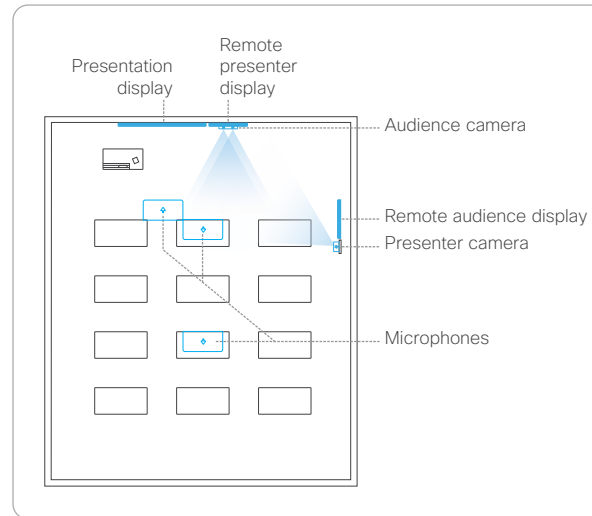 Presentation
display
Remote
presenter
display
Audience camera
Remote audience display
Presenter camera
Microphones